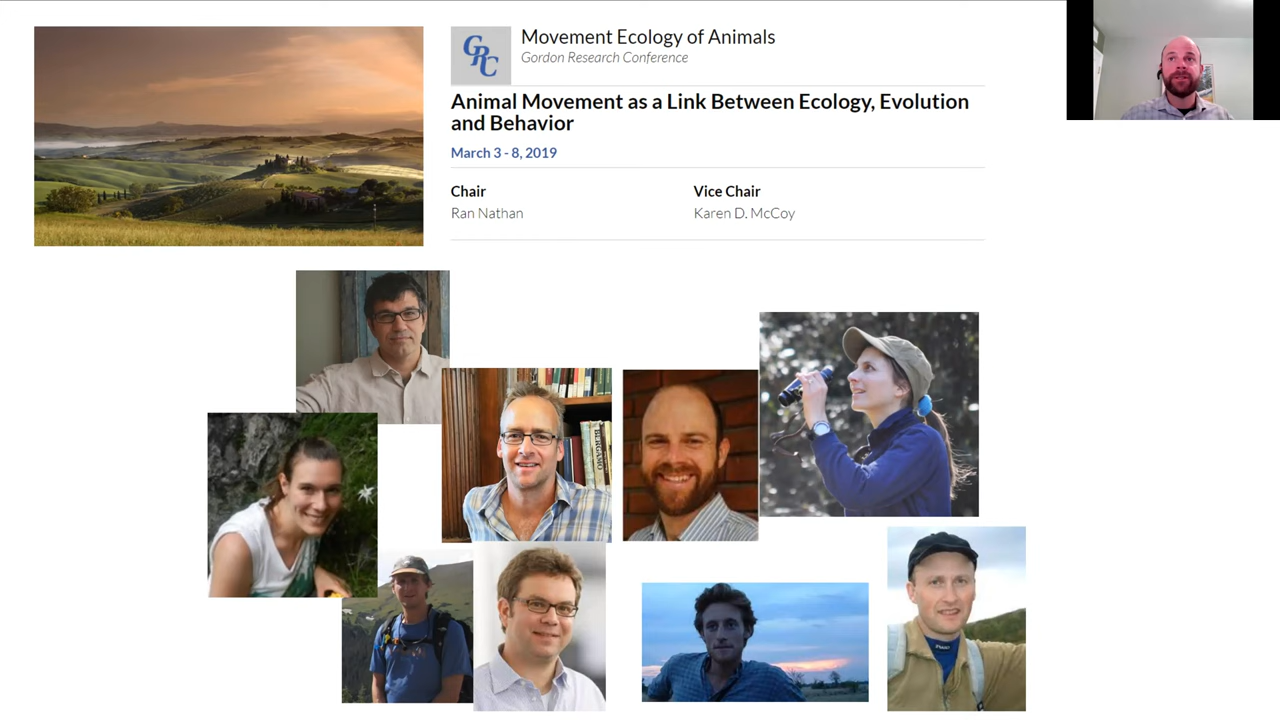 GRC
Movement Ecology of Animals
Gordon Research Conference
Animal Movement as a Link Between Ecology, Evolution
and Behavior
March 3 - 8, 2019
Chair
Vice Chair
Ran Nathan
Karen D. McCoy
BERGAMO